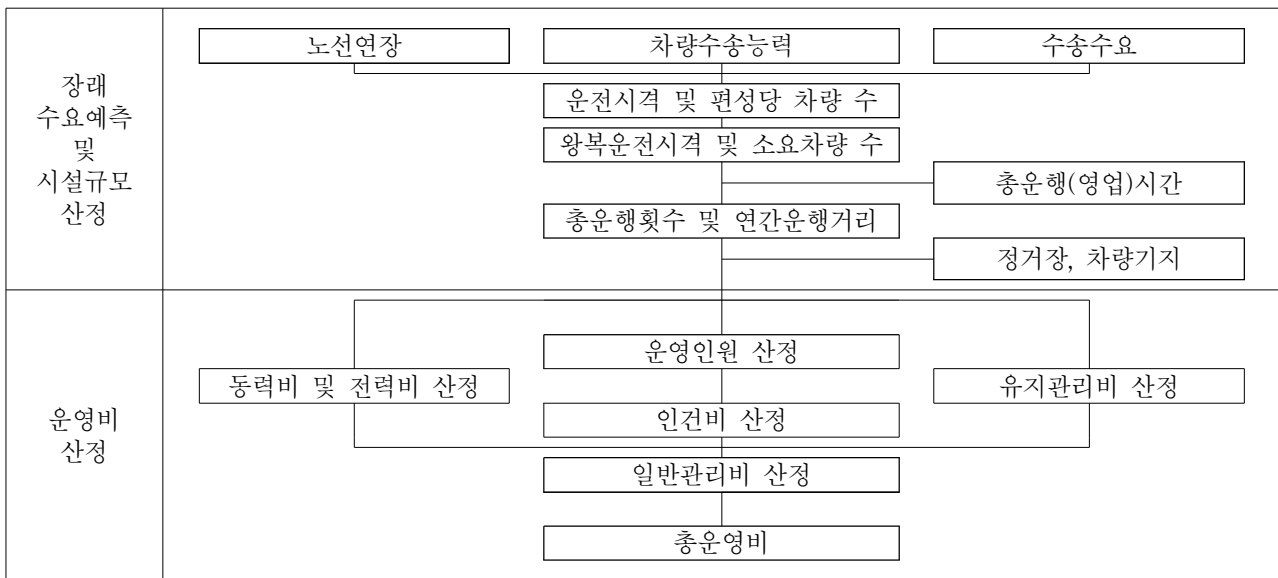 장래
수요예측
및
시설규모
산정
노선연장
차량수송능력
수송수요
운전시격 및 편성당 차량 수
왕복운전시격 및 소요차량 수
총운행(영업)시간
총운행횟수 및 연간운행거리
정거장, 차량기지
운영비
산정
운영인원 산정
동력비 및 전력비 산정
유지관리비 산정
인건비 산정
일반관리비 산정
총운영비